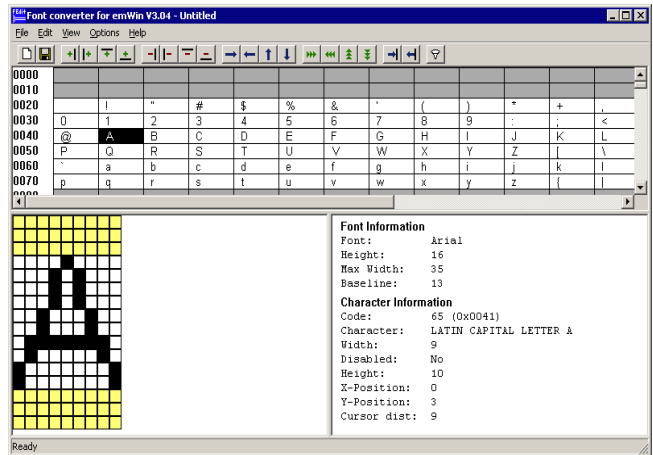 Font converter for emWin V3.04 - Untitled
File Edit View Options Help
0000
0010
0020 ! " # $ % & ' ( ) * + ,
0030 0 1 2 3 4 5 6 7 8 9 : ; <
0040 @ A B C D E F G H I J K L
0050 P Q R S T U V W X Y Z [ \
0060 ` a b c d e f g h i j k l
0070 p q r s t u v w x y z { |
Font Information
Font: Arial
Height: 16
Max Width: 35
Baseline: 13
Character Information
Code: 65 (0x0041)
Character: LATIN CAPITAL LETTER A
Width: 9
Disabled: No
Height: 10
X-Position: 0
Y-Position: 3
Cursor dist: 9
Ready